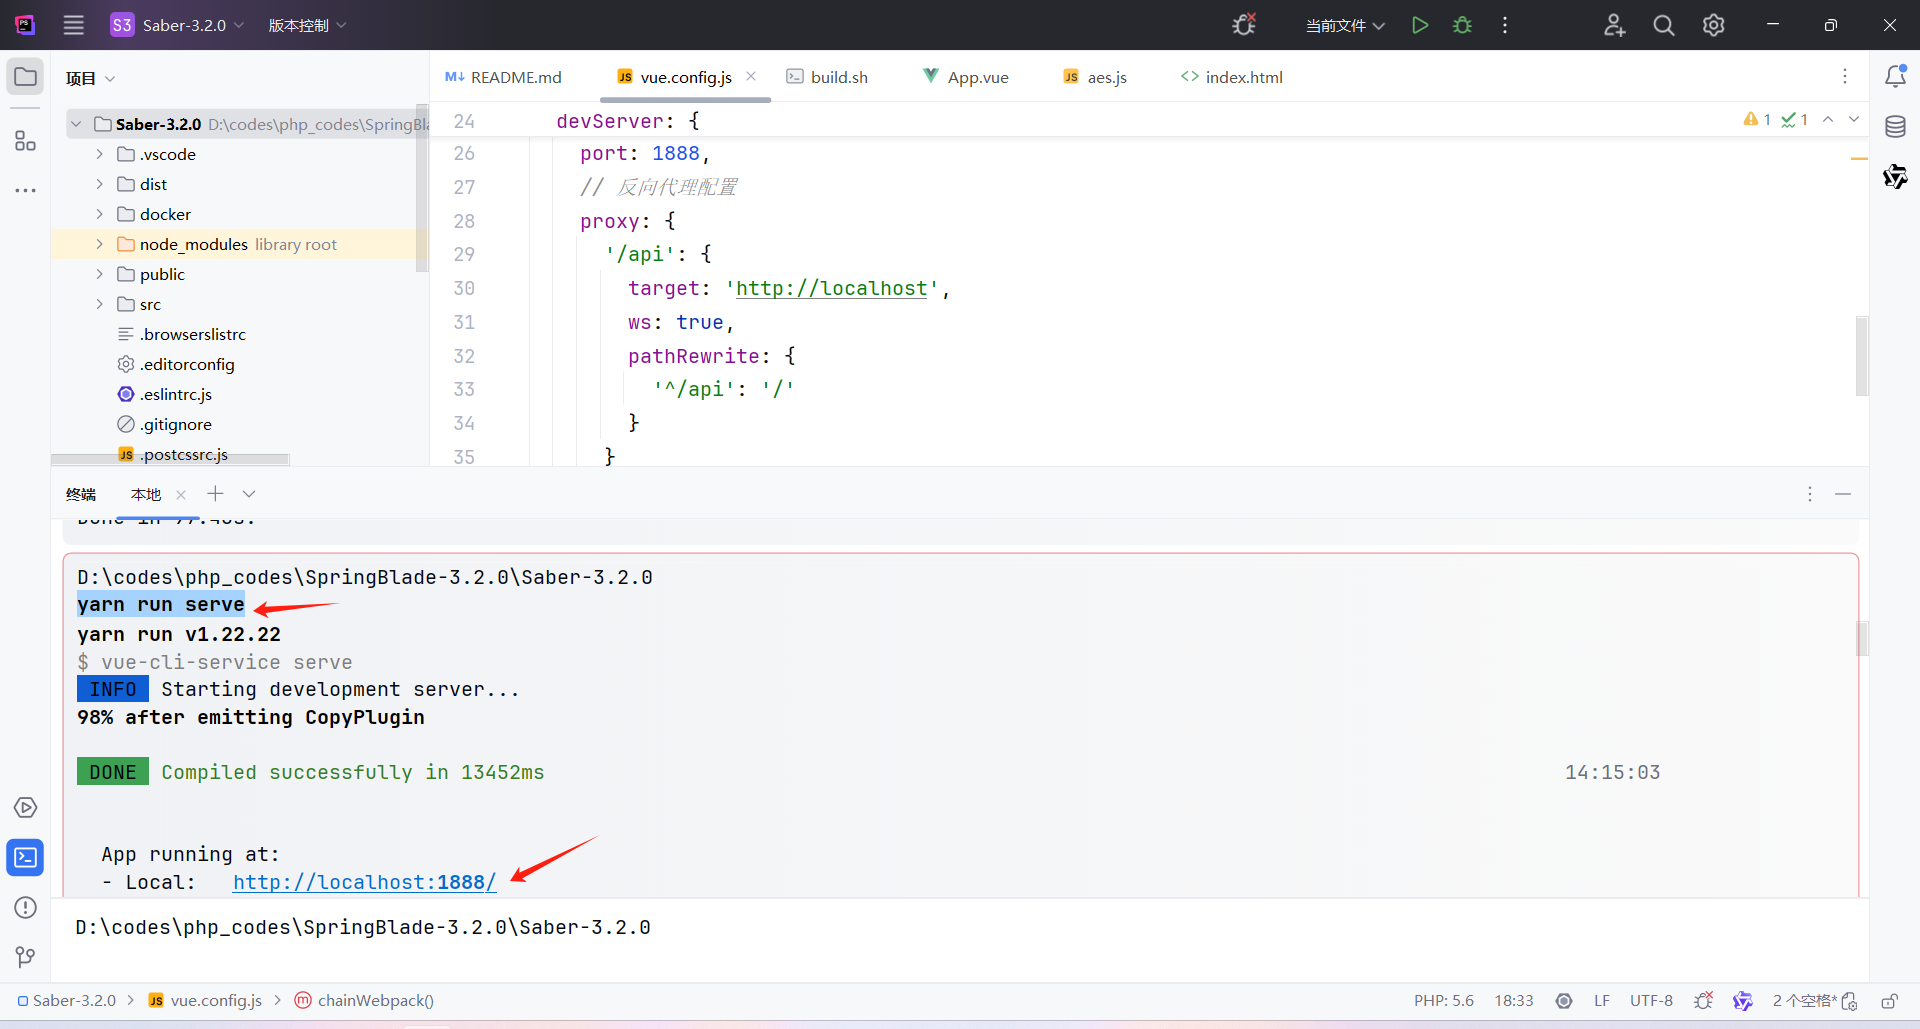 S3 Saber-3.2.0 版本控制 当前文件
项目
Saber-3.2.0 D:\codes\php_codes\SpringBla
.vscode
dist
docker
node_modules library root
public
src
.browserslistrc
.editorconfig
.eslintrc.js
.gitignore
JS .postcssrc.js
M↓ README.md JS vue.config.js build.sh App.vue JS aes.js <> index.html
24 devServer: {
1 1
26 port: 1888,
27 // 反向代理配置
28 proxy: {
29 '/api': {
30 target: 'http://localhost',
31 ws: true,
32 pathRewrite: {
33 '^/api': '/'
34 }
35 }
终端 本地
D:\codes\php_codes\SpringBlade-3.2.0\Saber-3.2.0
yarn run serve
yarn run v1.22.22
$ vue-cli-service serve
INFO Starting development server...
98% after emitting CopyPlugin
DONE Compiled successfully in 13452ms 14:15:03
App running at:
- Local: http://localhost:1888/
D:\codes\php_codes\SpringBlade-3.2.0\Saber-3.2.0
Saber-3.2.0 > JS vue.config.js > m chainWebpack() PHP: 5.6 18:33 LF UTF-8 2 个空格*